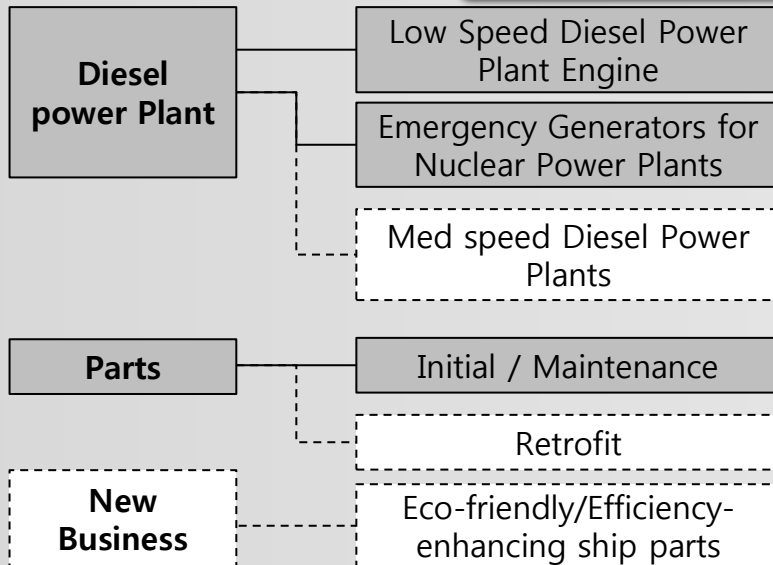 Diesel
power Plant
Low Speed Diesel Power
Plant Engine
Emergency Generators for
Nuclear Power Plants
Med speed Diesel Power
Plants
Parts
Initial / Maintenance
Retrofit
New
Business
Eco-friendly/Efficiency-
enhancing ship parts